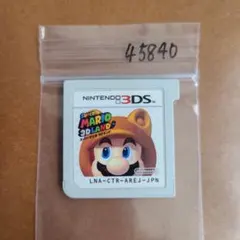 45840
NINTENDO 3DS
SUPER
MARIO
3D LAND
LNA-CTR-AREJ-JPN